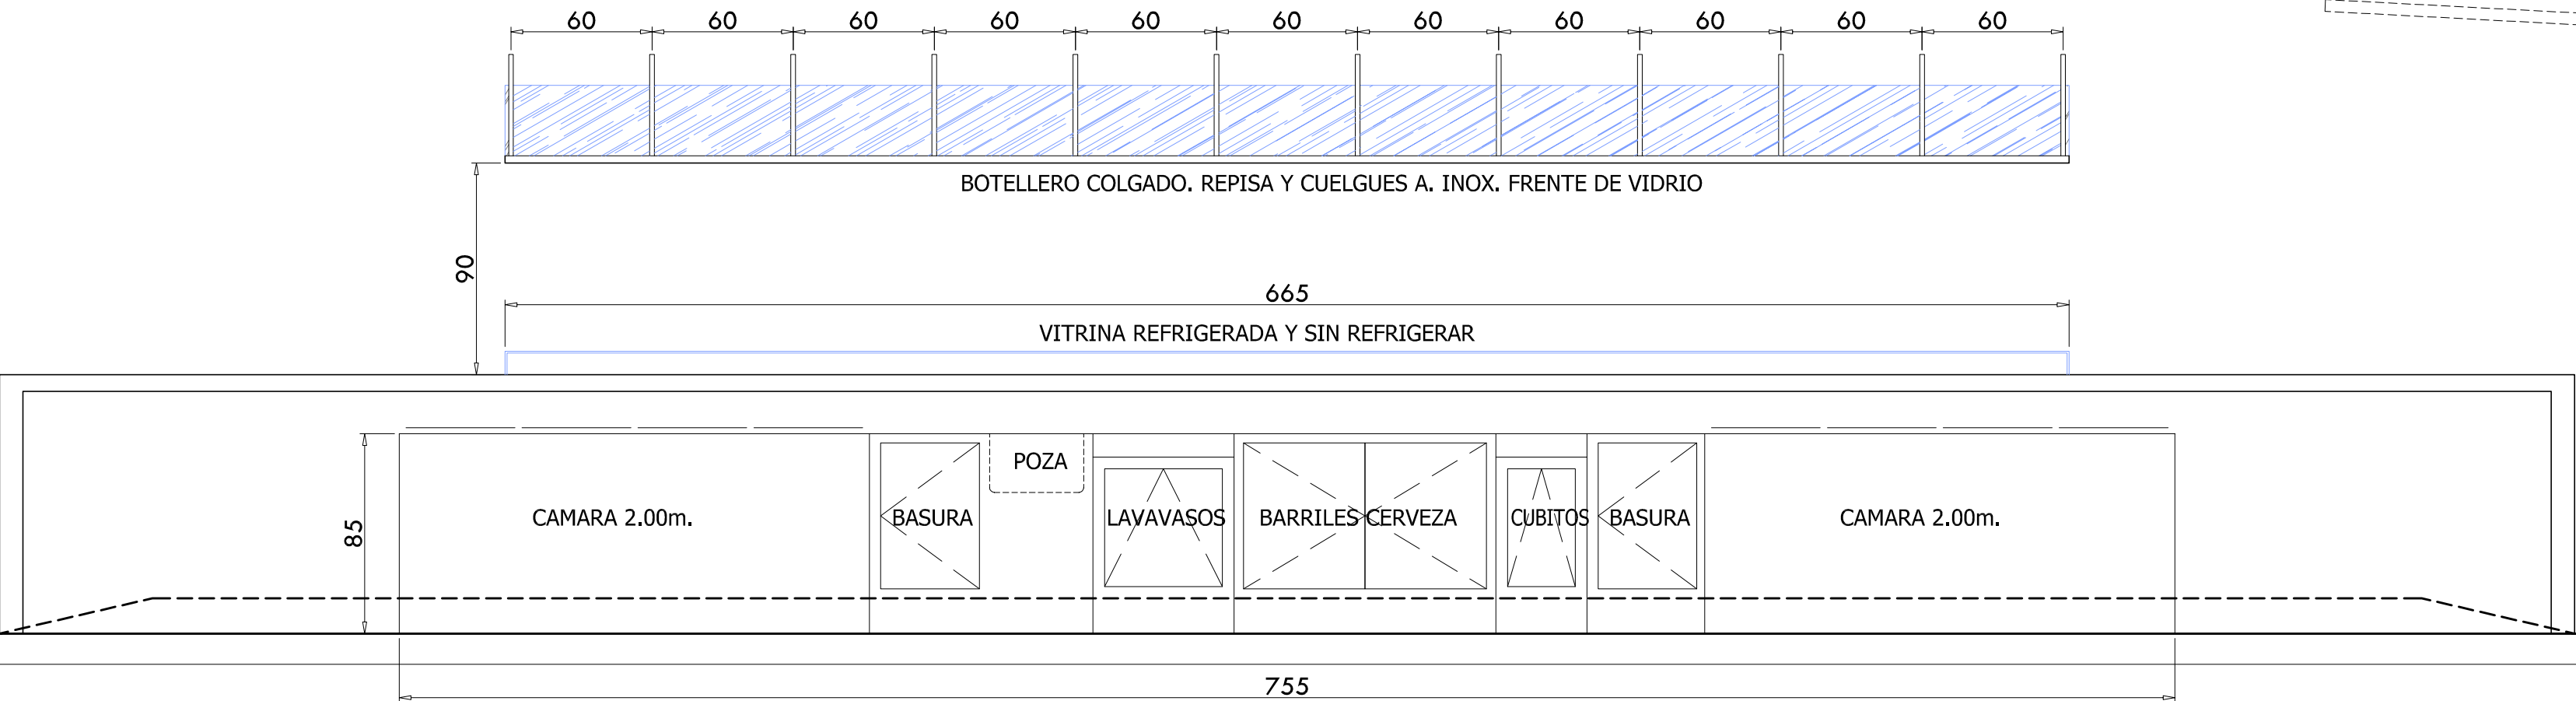 60 60 60 60 60 60 60 60 60 60 60
BOTELLERO COLGADO. REPISA Y CUELGUES A. INOX. FRENTE DE VIDRIO
90
665
VITRINA REFRIGERADA Y SIN REFRIGERAR
POZA
85
CAMARA 2.00m. BASURA LAVAVASOS BARRILES CERVEZA CUBITOS BASURA CAMARA 2.00m.
755